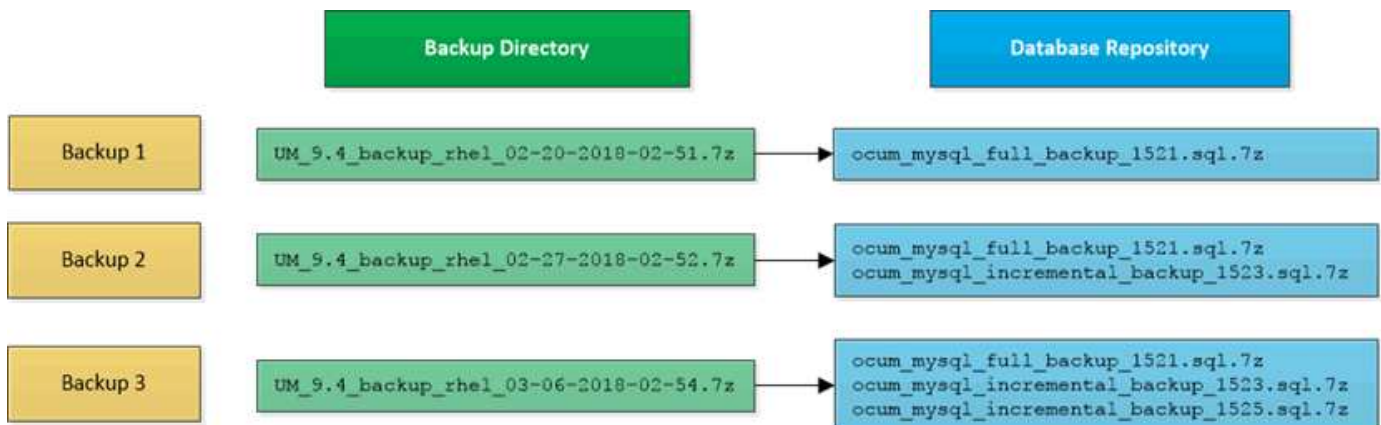 Backup Directory
Database Repository
Backup 1
UM_9.4_backup_rhel_02-20-2018-02-51.7z
ocum_mysql_full_backup_1521.sql.7z
Backup 2
UM_9.4_backup_rhel_02-27-2018-02-52.7z
ocum_mysql_full_backup_1521.sql.7z
ocum_mysql_incremental_backup_1523.sql.7z
Backup 3
UM_9.4_backup_rhel_03-06-2018-02-54.7z
ocum_mysql_full_backup_1521.sql.7z
ocum_mysql_incremental_backup_1523.sql.7z
ocum_mysql_incremental_backup_1525.sql.7z